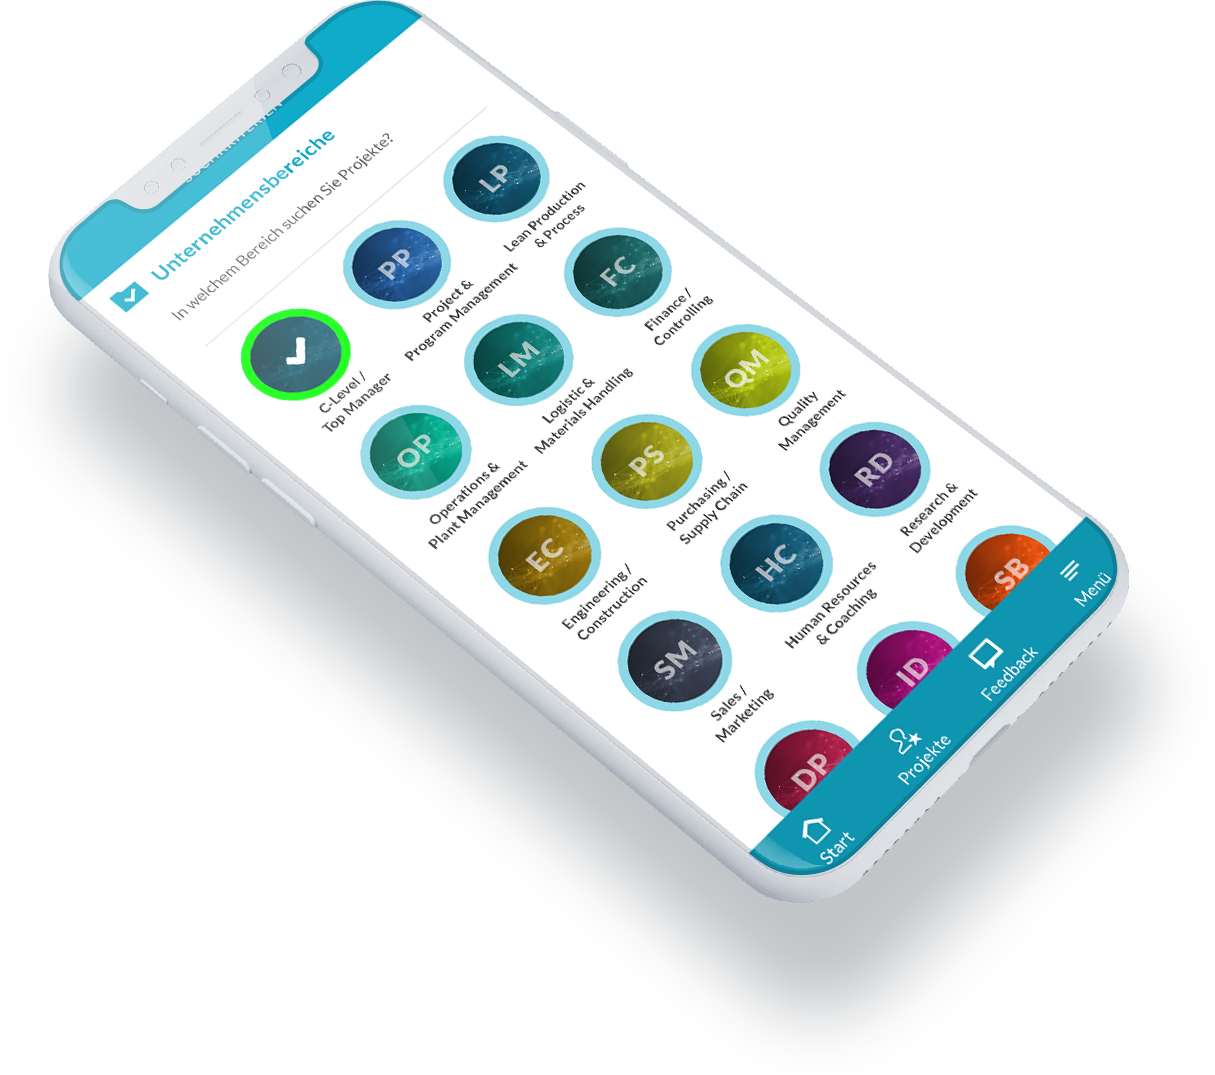 Unternehmensbereiche
In welchem Bereich suchen Sie Projekte?
C-Level /
Top Manager
PP
Project &
Program Management
LP
Lean Production
& Process
OP
Operations &
Plant Management
LM
Logistic &
Materials Handling
FC
Finance /
Controlling
EC
Engineering /
Construction
PS
Purchasing /
Supply Chain
QM
Quality
Management
SM
Sales /
Marketing
HC
Human Resources
& Coaching
RD
Research &
Development
DP
ID
SB
Start
Projekte
Feedback
Menü